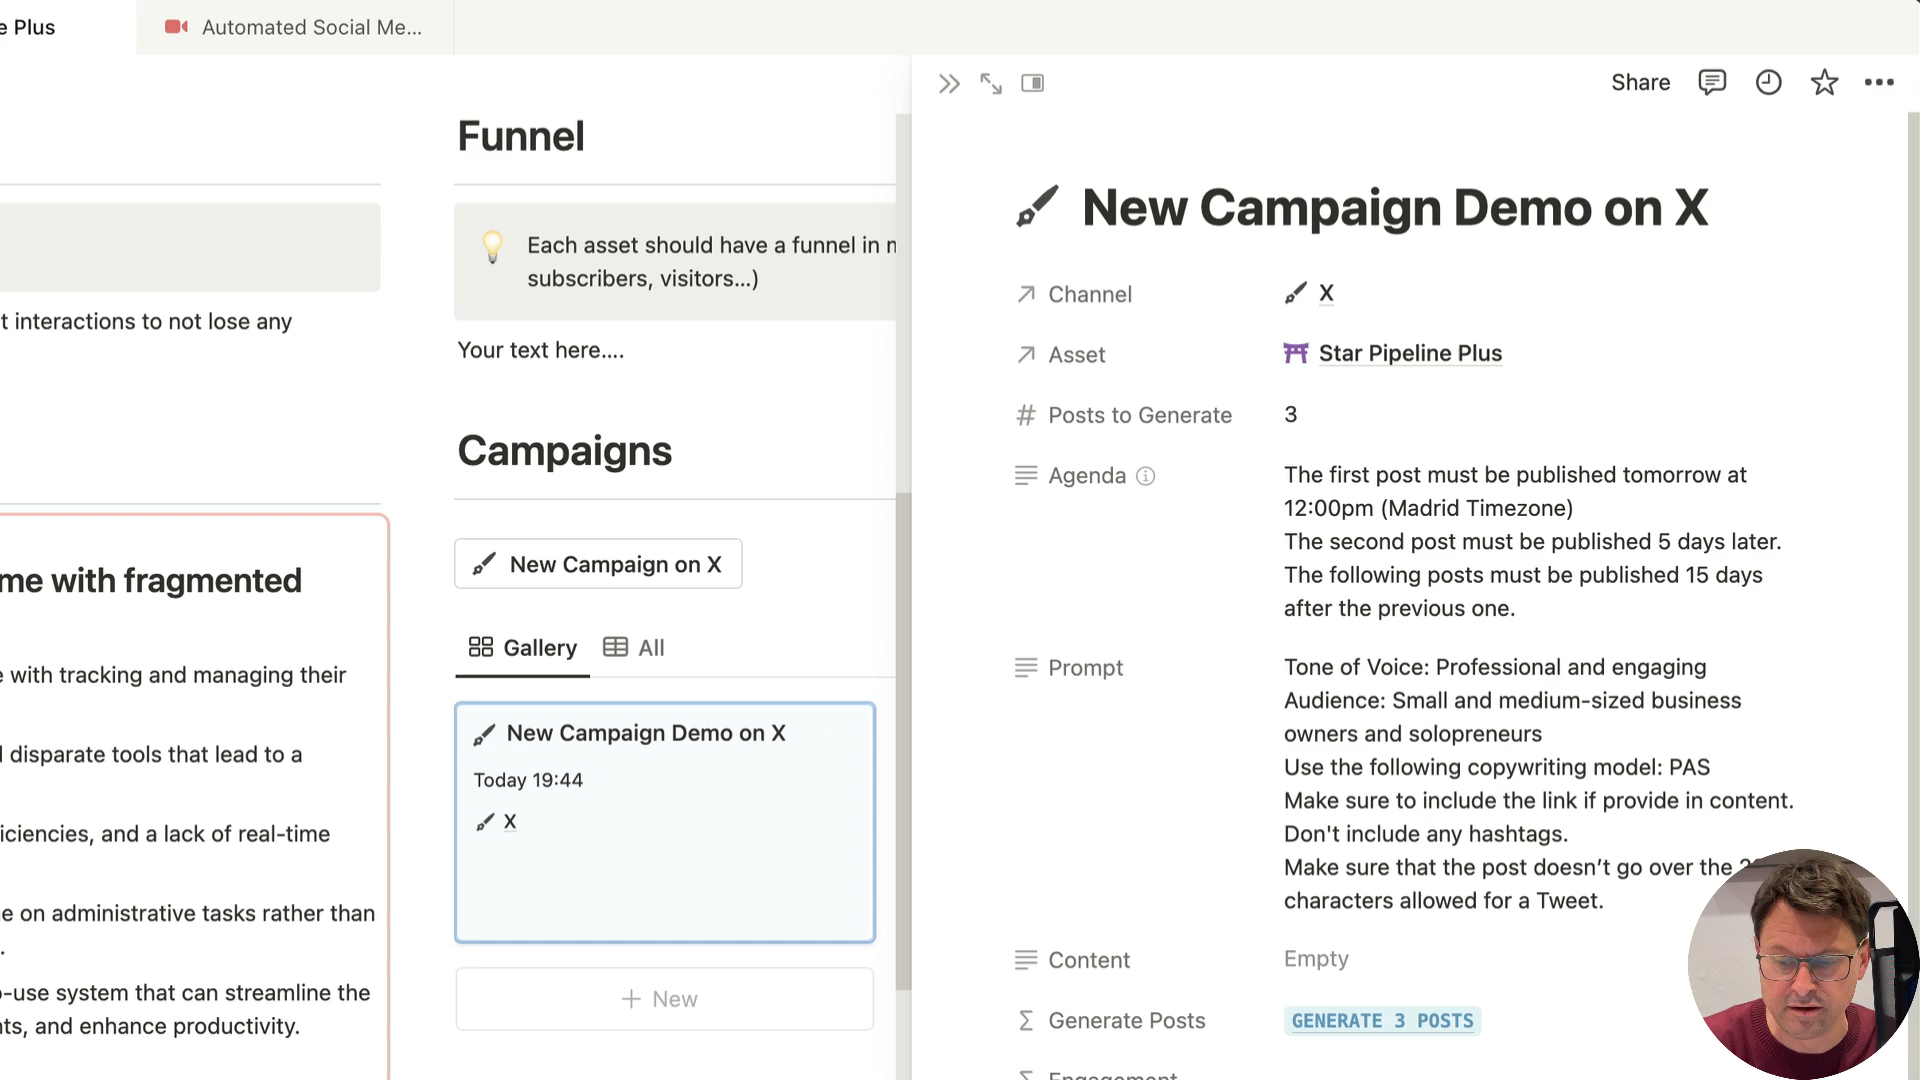 e Plus
Automated Social Me...
Share
Funnel
Each asset should have a funnel in
subscribers, visitors...)
Your text here....
t interactions to not lose any
Campaigns
New Campaign on X
Gallery
All
New Campaign Demo on X
Today 19:44
X
+ New
me with fragmented
with tracking and managing their
disparate tools that lead to a
iciencies, and a lack of real-time
e on administrative tasks rather than
.
-use system that can streamline the
nts, and enhance productivity.
New Campaign Demo on X
Channel
X
Asset
Star Pipeline Plus
# Posts to Generate
3
Agenda
The first post must be published tomorrow at
12:00pm (Madrid Timezone)
The second post must be published 5 days later.
The following posts must be published 15 days
after the previous one.
Prompt
Tone of Voice: Professional and engaging
Audience: Small and medium-sized business
owners and solopreneurs
Use the following copywriting model: PAS
Make sure to include the link if provide in content.
Don't include any hashtags.
Make sure that the post doesn’t go over the
characters allowed for a Tweet.
Content
Empty
Σ Generate Posts
GENERATE 3 POSTS